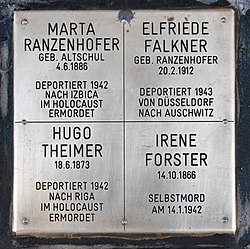 MARTA
RANZENHOFER
GEB. ALTSCHUL
4.6.1886
DEPORTIERT 1942
NACH IZBICA
IM HOLOCAUST
ERMORDET
ELFRIEDE
FALKNER
GEB. RANZENHOFER
20.2.1912
DEPORTIERT 1943
VON DÜSSELDORF
NACH AUSCHWITZ
HUGO
THEIMER
18.6.1873
DEPORTIERT 1942
NACH RIGA
IM HOLOCAUST
ERMORDET
IRENE
FORSTER
14.10.1866
SELBSTMORD
AM 14.1.1942